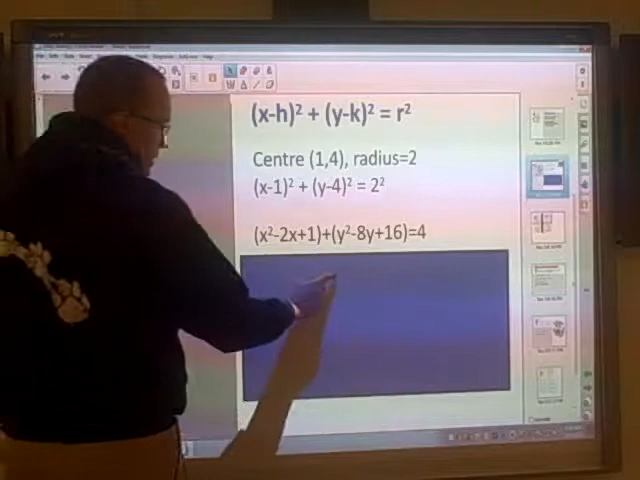 (x-h)² + (y-k)² = r²
Centre (1,4), radius=2
(x-1)² + (y-4)² = 2²
(x²-2x+1)+(y²-8y+16)=4